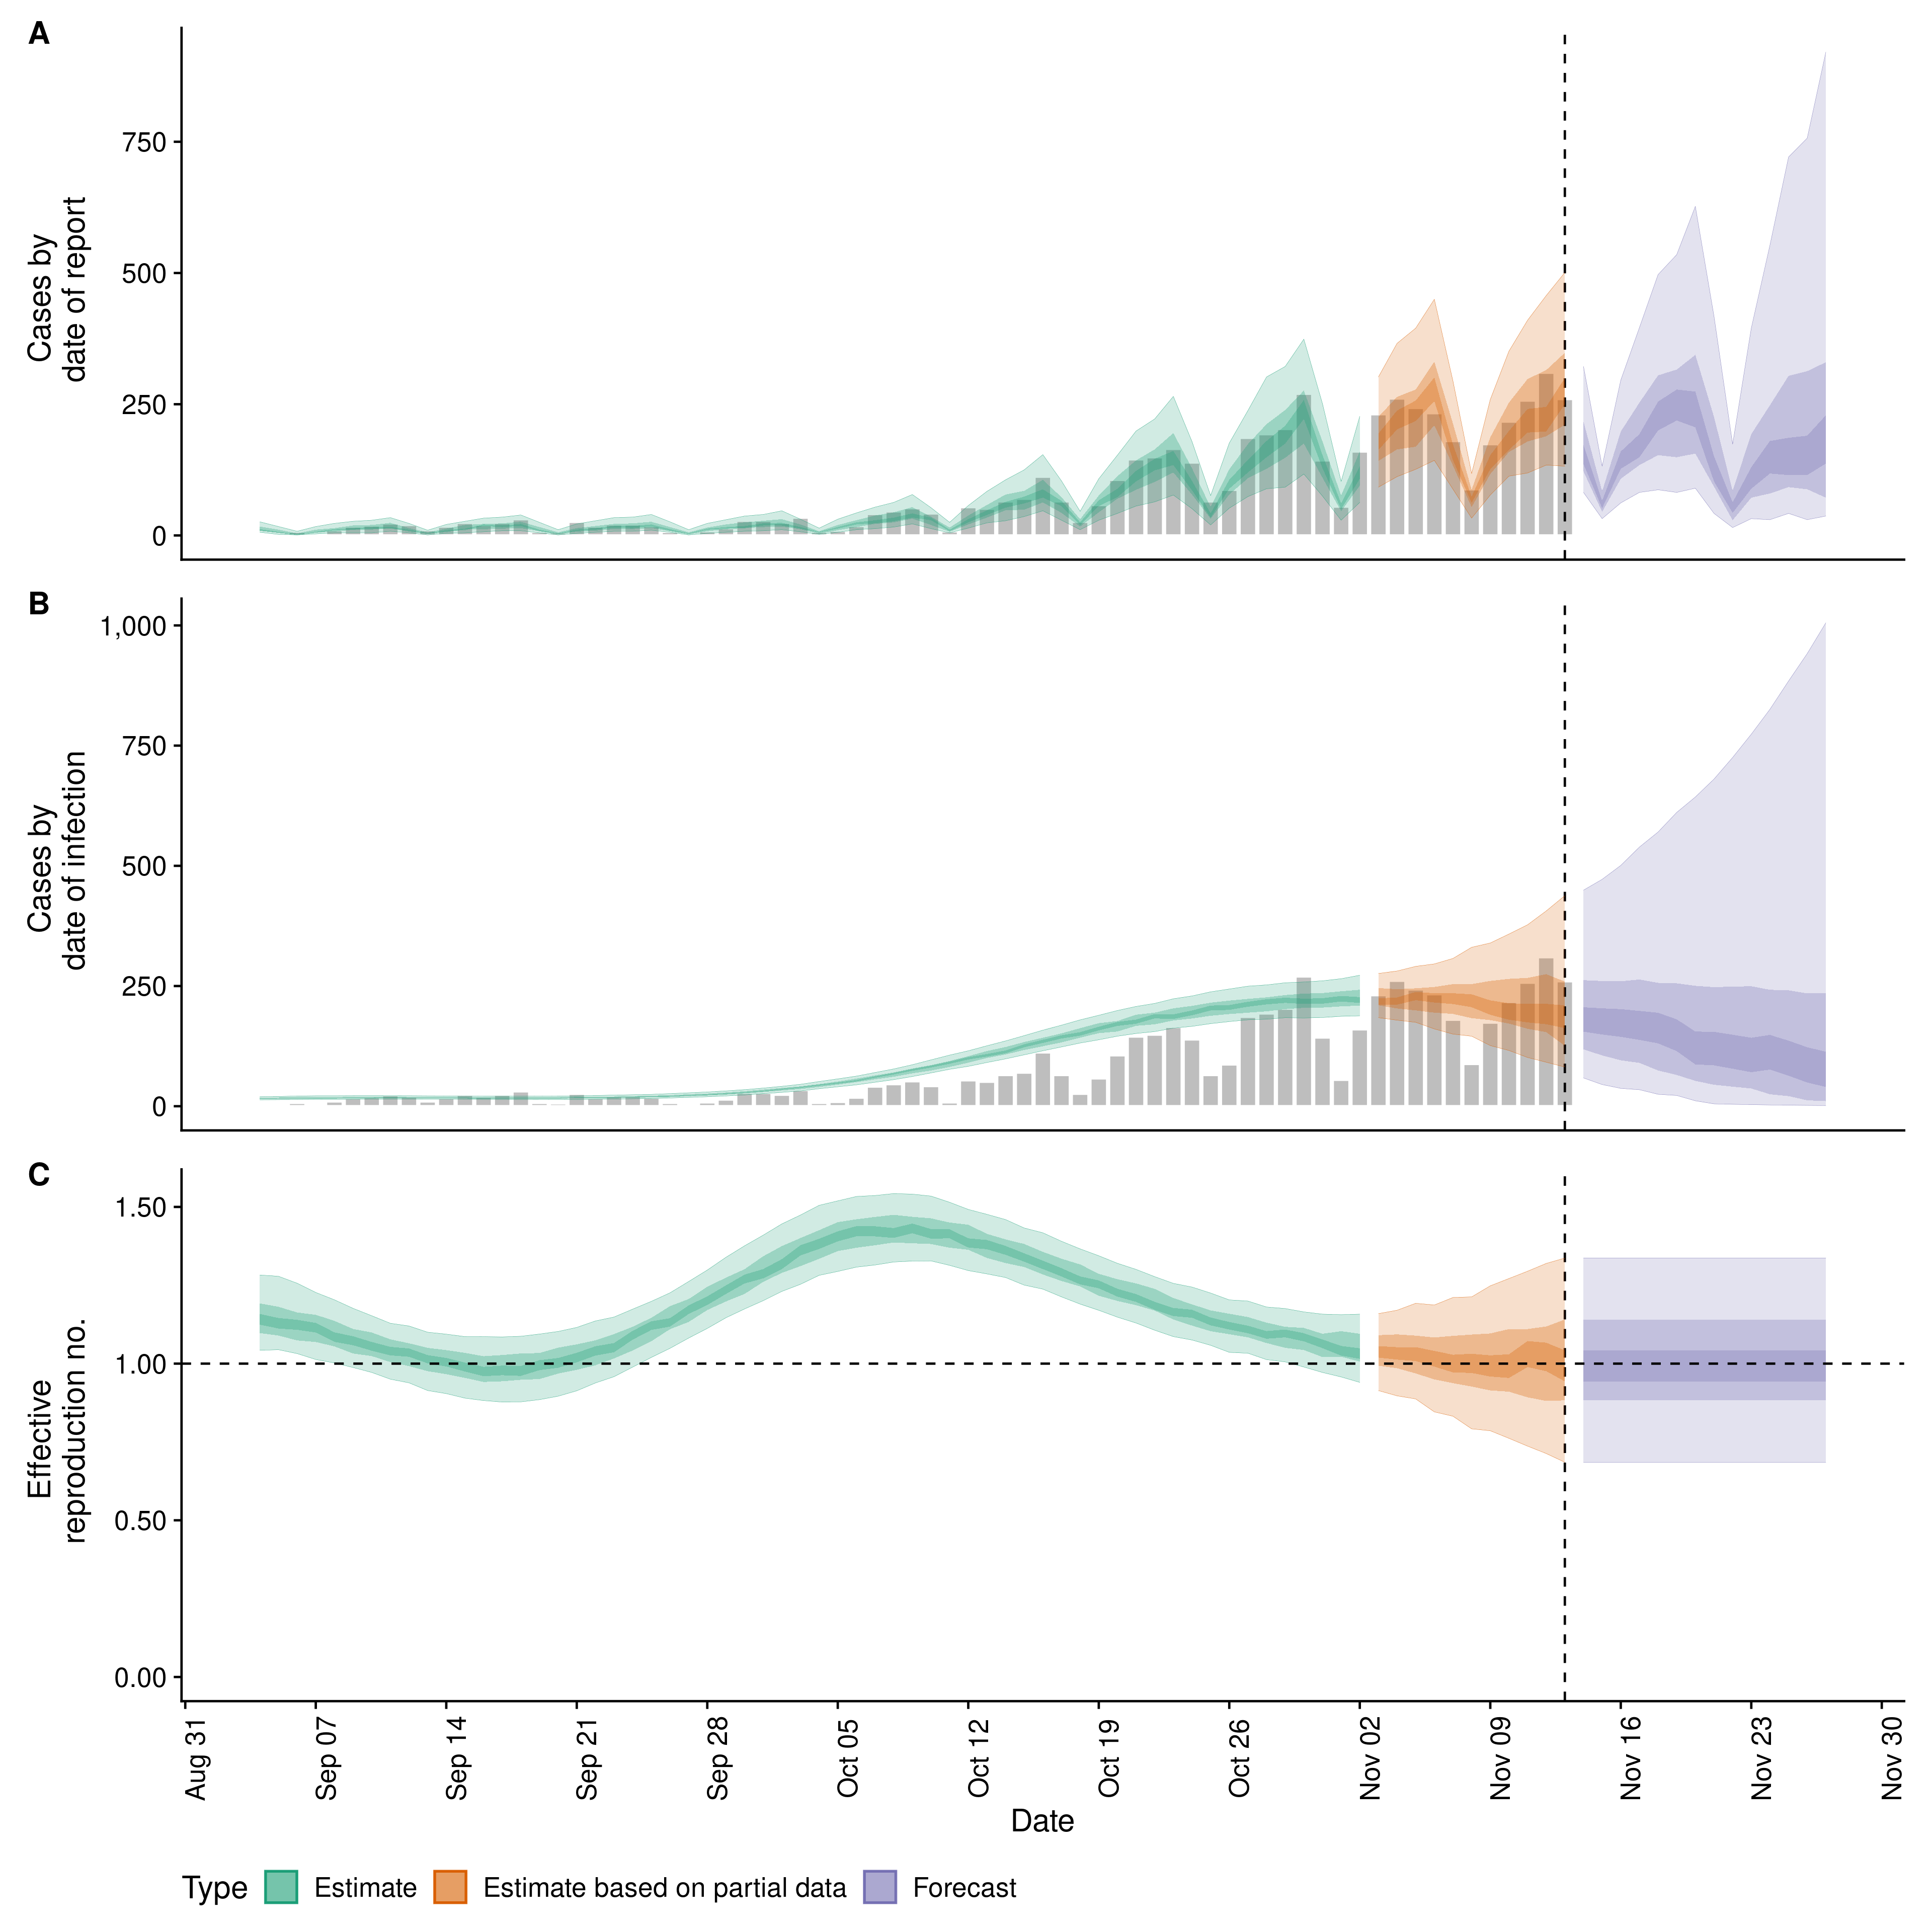 A
Cases by
date of report
750
500
250
0
B
Cases by
date of infection
1,000
750
500
250
0
C
Effective
reproduction no.
1.50
1.00
0.50
0.00
Aug 31
Sep 07
Sep 14
Sep 21
Sep 28
Oct 05
Oct 12
Oct 19
Oct 26
Nov 02
Nov 09
Nov 16
Nov 23
Nov 30
Date
Type
Estimate
Estimate based on partial data
Forecast